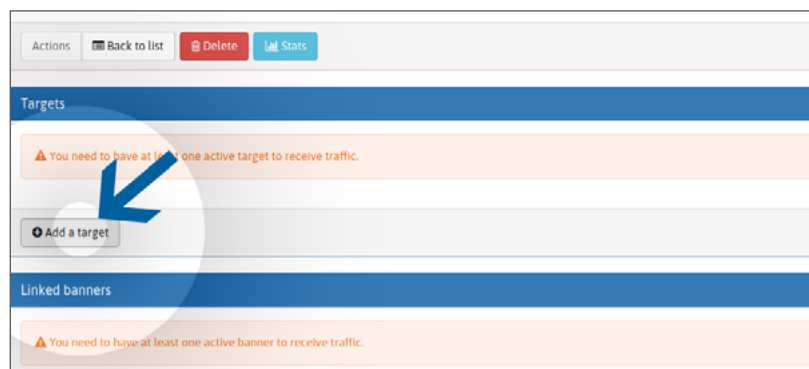 Actions Back to list Delete Stats
Targets
You need to have at least one active target to receive traffic.
Add a target
Linked banners
You need to have at least one active banner to receive traffic.